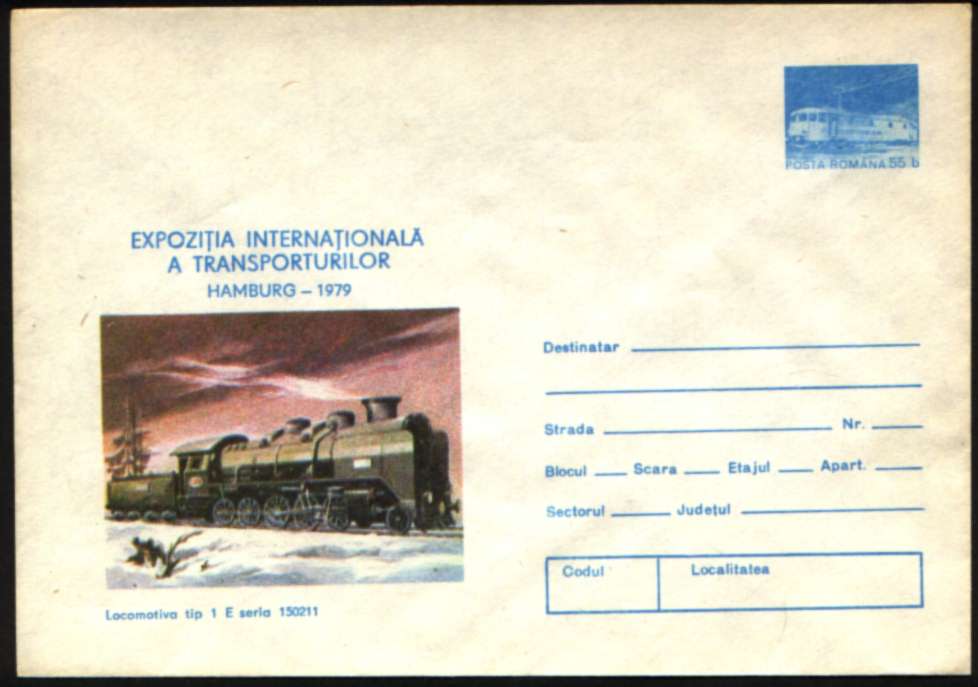 POSTA ROMÂNA 55 b
EXPOZIȚIA INTERNAȚIONALĂ
A TRANSPORTURILOR
HAMBURG – 1979
Destinatar
Strada Nr.
Blocul Scara Etajul Apart.
Sectorul Județul
Codul Localitatea
Locomotiva tip 1 E seria 150211